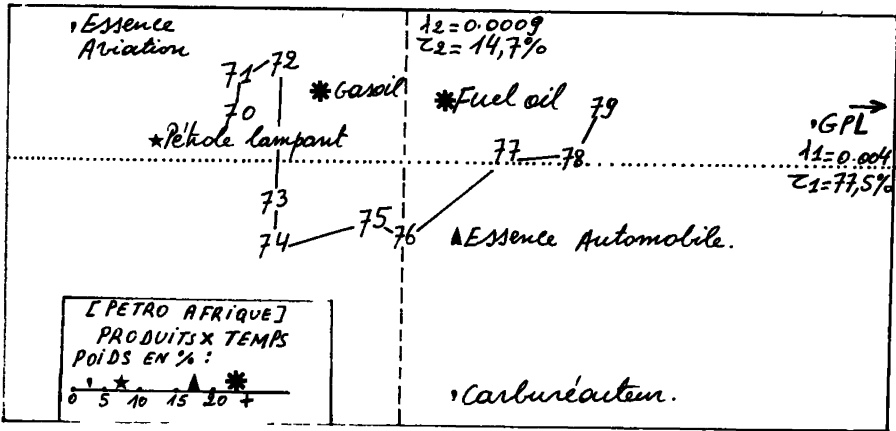 Essence
Aviation
λ2=0.0009
τ2=14,7%
71 72
70
Gasoil
Fuel oil
79
Pétrole lampant
GPL
λ1=0.004
τ1=77,5%
77 78
73
74
75 76
Essence Automobile.
[PETRO AFRIQUE]
PRODUITS X TEMPS
POIDS EN % :
0 5 10 15 20 +
Carburéacteur.